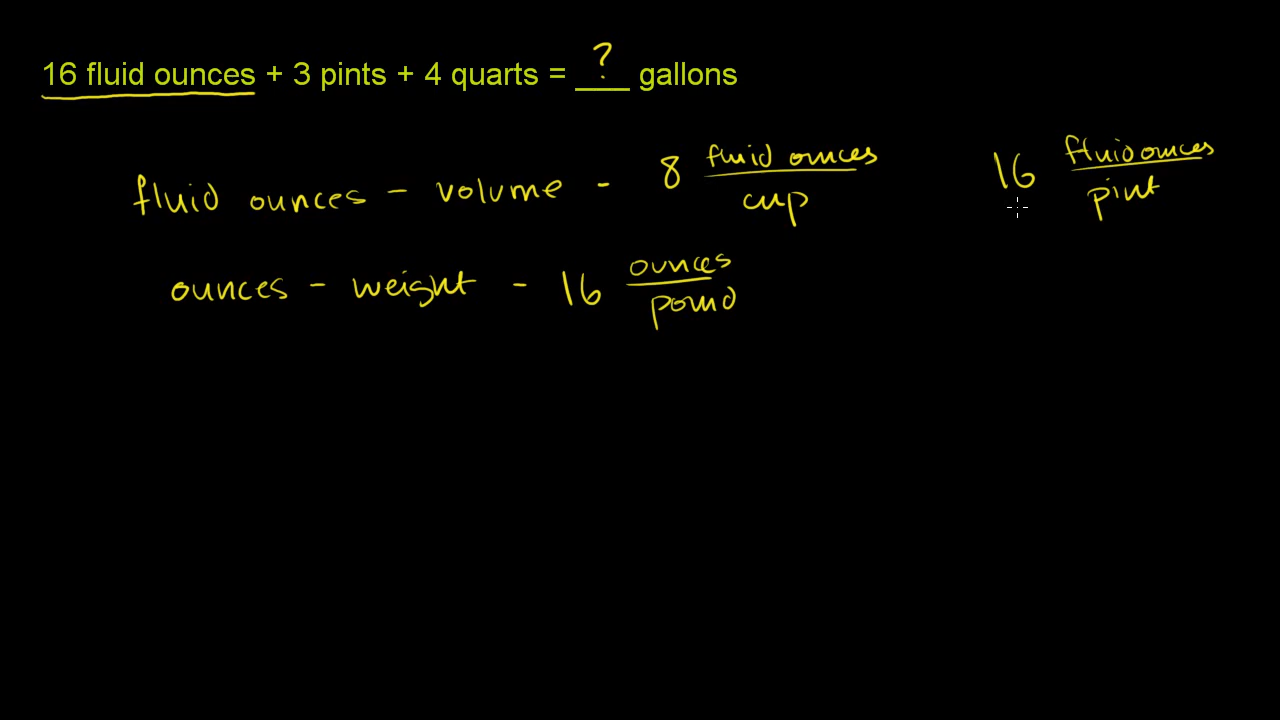 16 fluid ounces + 3 pints + 4 quarts = ? gallons
fluid ounces - volume - 8 fluid ounces / cup 16 fluid ounces / pint
ounces - weight - 16 ounces / pound